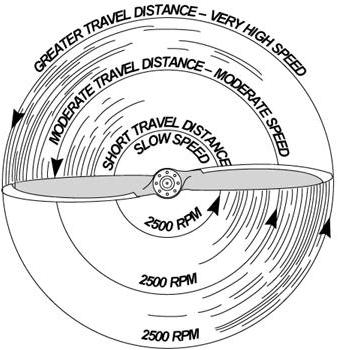 GREATER TRAVEL DISTANCE – VERY HIGH SPEED
MODERATE TRAVEL DISTANCE – MODERATE SPEED
SHORT TRAVEL DISTANCE
SLOW SPEED
2500 RPM
2500 RPM
2500 RPM